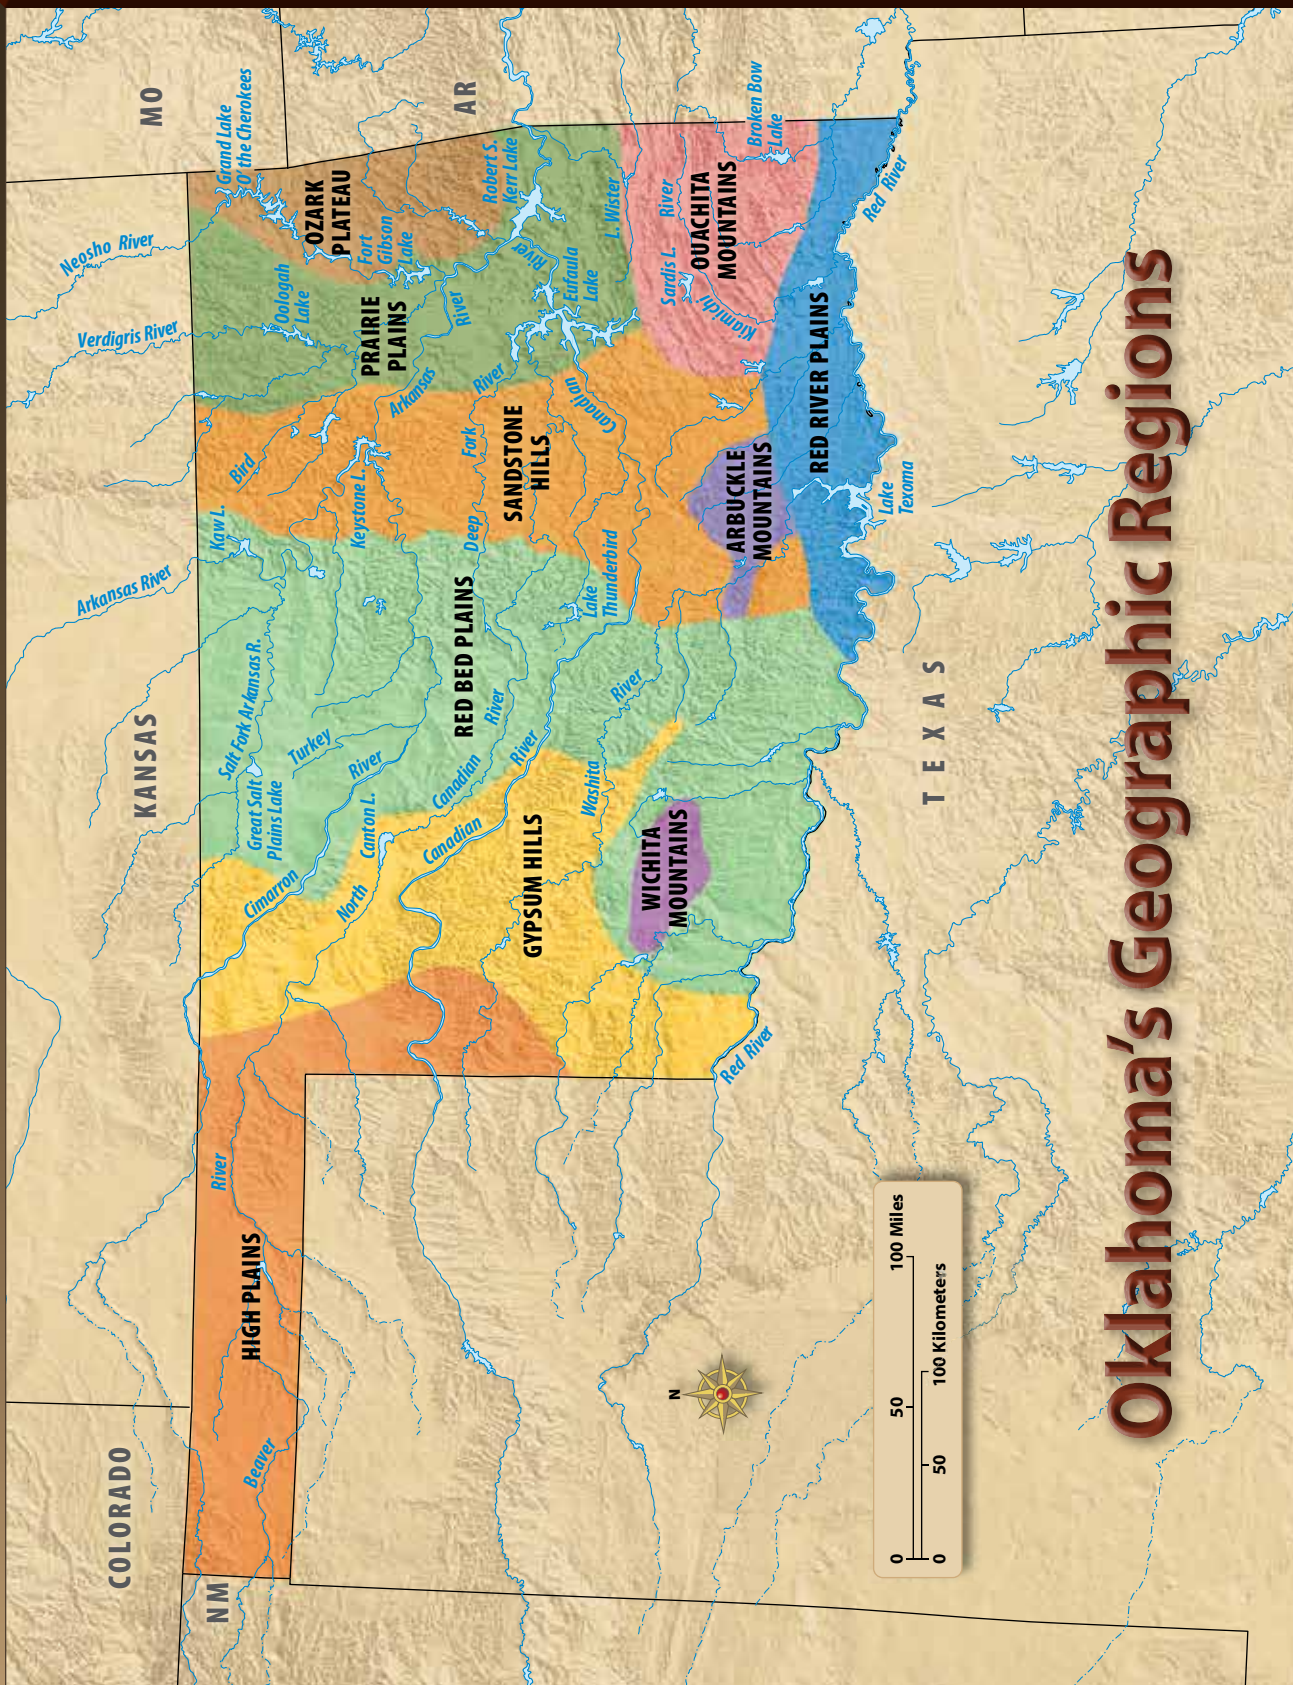 COLORADO
KANSAS
MO
NM
AR
TEXAS
Neosho River
Verdigris River
Arkansas River
Grand Lake
O' the Cherokees
Kaw L.
Oologah
Lake
Bird
Salt Fork Arkansas R.
Great Salt
Plains Lake
Turkey
Cimarron
River
River
Beaver
HIGH PLAINS
OZARK
PLATEAU
Fort
Gibson
Lake
PRAIRIE
PLAINS
Keystone L.
Arkansas
River
Canton L.
North
Canadian
River
Canadian
River
RED BED PLAINS
Deep
Fork
River
SANDSTONE
HILLS
Robert S.
Kerr Lake
River
Eufaula
Lake
Canadian
L. Wister
GYPSUM HILLS
Washita
River
Lake
Thunderbird
WICHITA
MOUNTAINS
ARBUCKLE
MOUNTAINS
Sardis L.
Kiamichi
River
OUACHITA
MOUNTAINS
Broken Bow
Lake
RED RIVER PLAINS
Red River
Red River
Lake
Texoma
N
0 50 100 Miles
0 50 100 Kilometers
Oklahoma's Geographic Regions